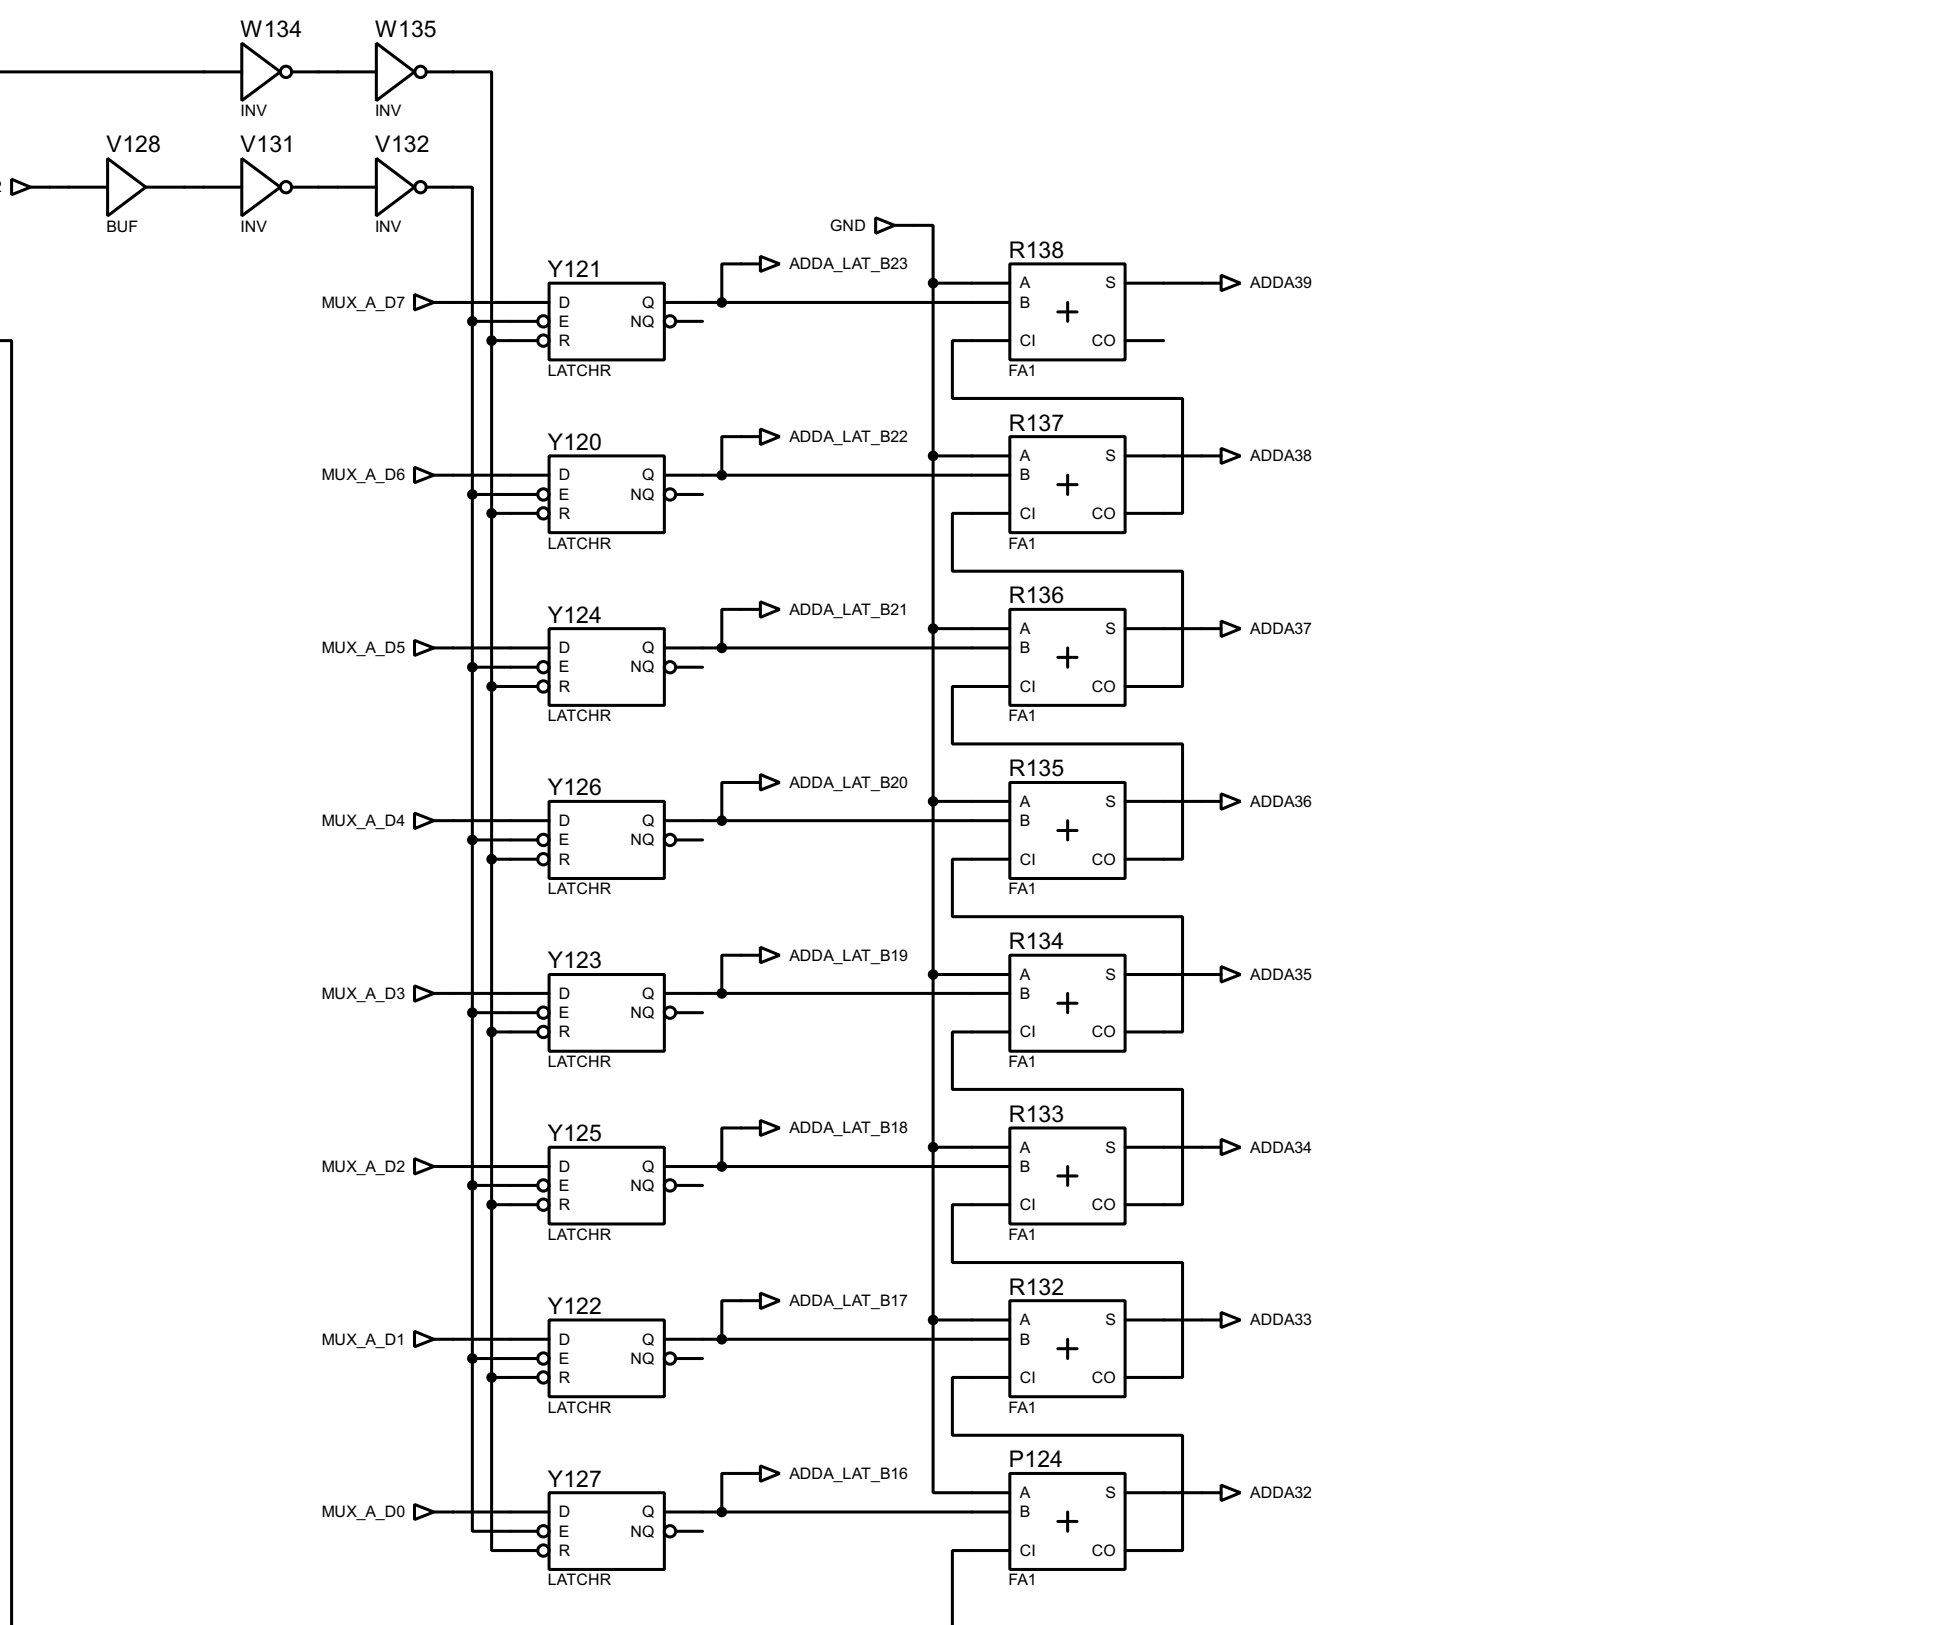 W134 W135
INV INV
V128 V131 V132
BUF INV INV
GND
R138
Y121 ADDA_LAT_B23
A S ADDA39
MUX_A_D7 D Q B
E NQ
R CI CO
LATCHR FA1
R137
Y120 ADDA_LAT_B22
A S ADDA38
MUX_A_D6 D Q B
E NQ
R CI CO
LATCHR FA1
R136
Y124 ADDA_LAT_B21
A S ADDA37
MUX_A_D5 D Q B
E NQ
R CI CO
LATCHR FA1
R135
Y126 ADDA_LAT_B20
A S ADDA36
MUX_A_D4 D Q B
E NQ
R CI CO
LATCHR FA1
R134
Y123 ADDA_LAT_B19
A S ADDA35
MUX_A_D3 D Q B
E NQ
R CI CO
LATCHR FA1
R133
Y125 ADDA_LAT_B18
A S ADDA34
MUX_A_D2 D Q B
E NQ
R CI CO
LATCHR FA1
R132
Y122 ADDA_LAT_B17
A S ADDA33
MUX_A_D1 D Q B
E NQ
R CI CO
LATCHR FA1
P124
Y127 ADDA_LAT_B16
A S ADDA32
MUX_A_D0 D Q B
E NQ
R CI CO
LATCHR FA1